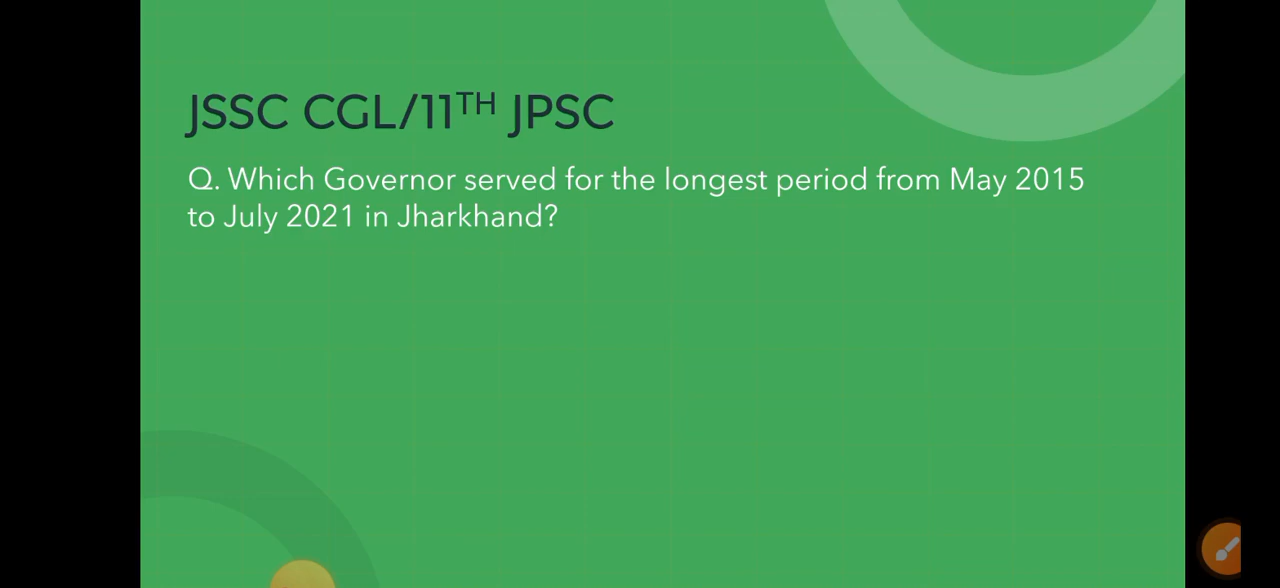 JSSC CGL/11TH JPSC
Q. Which Governor served for the longest period from May 2015
to July 2021 in Jharkhand?